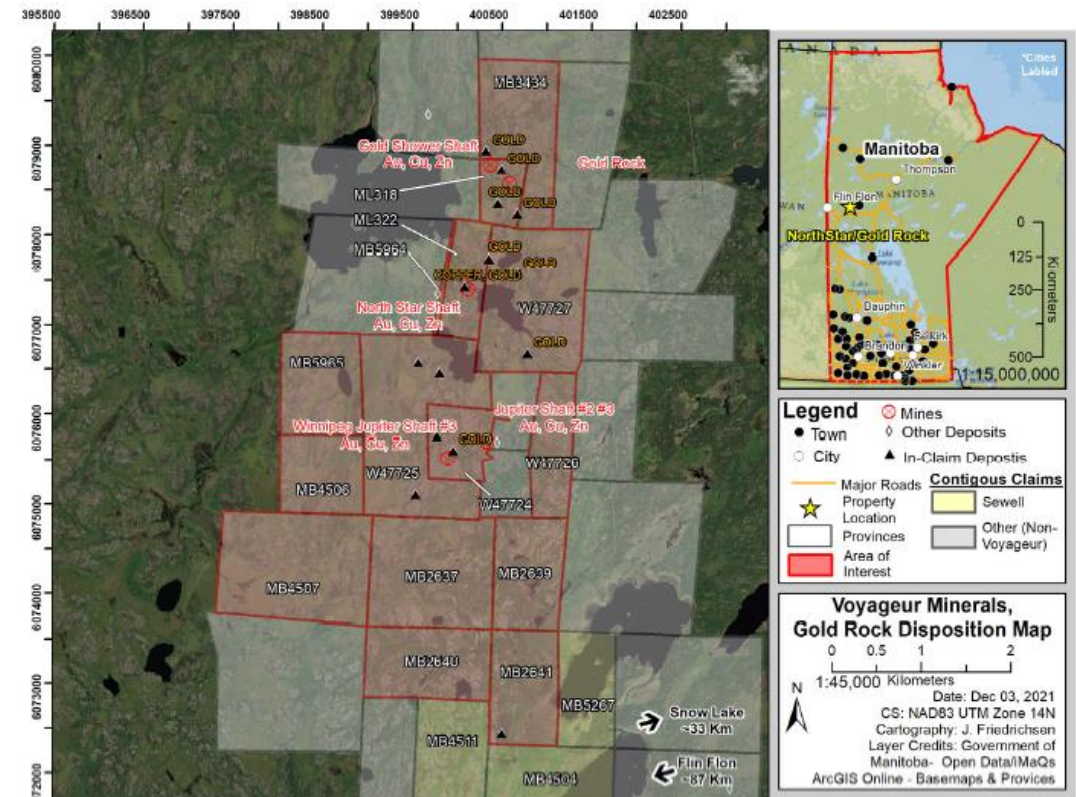 395500 396500 397500 398500 399500 400500 401500 402500
6080000
6079000
6078000
6077000
6076000
6075000
6074000
6073000
MB3434
GOLD
Gold Shower Shaft
Au, Cu, Zn
GOLD
Gold Rock
ML318
GOLD
GOLD
ML322
MB5964
GOLD
GOLD
COPPER, GOLD
North Star Shaft
Au, Cu, Zn
W47727
GOLD
MB5965
Jupiter Shaft #2 #3
Au, Cu, Zn
Winnipeg Jupiter Shaft #3
Au, Cu, Zn
GOLD
W47725
MB4506
W47724
MB4507
MB2637
MB2639
MB2640
MB2641
MB5267
MB4511
MB4504
Snow Lake
~33 Km
Flin Flon
~87 Km
CANADA
*Cities
Labled
Manitoba
Thompson
Flin Flon
MANITOBA
WAN
NorthStar/Gold Rock
Lake
Lake
Dauphin
Selkirk
Brandon
Winkler
0
125
250
500
Kilometers
1:15,000,000
Legend
Town
City
Mines
Other Deposits
In-Claim Depostis
Major Roads
Property
Location
Provinces
Area of
Interest
Contigous Claims
Sewell
Other (Non-
Voyageur)
Voyageur Minerals,
Gold Rock Disposition Map
0 0.5 1 2
1:45,000 Kilometers
N
Date: Dec 03, 2021
CS: NAD83 UTM Zone 14N
Cartography: J. Friedrichsen
Layer Credits: Government of
Manitoba- Open Data/iMaQs
ArcGIS Online - Basemaps & Provices